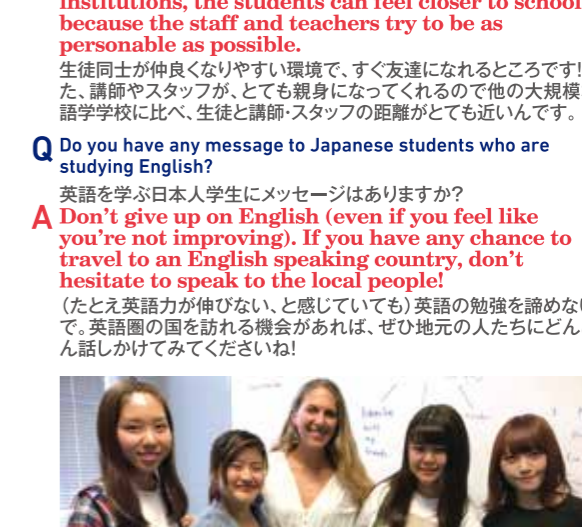 institutions, the students can feel closer to school
because the staff and teachers try to be as
personable as possible.
生徒同士が仲良くなりやすい環境で、すぐ友達になれるところです!
た、講師やスタッフが、とても親身になってくれるので他の大規模
語学学校に比べ、生徒と講師・スタッフの距離がとても近いんです。
Q Do you have any message to Japanese students who are
studying English?
英語を学ぶ日本人学生にメッセージはありますか?
A Don't give up on English (even if you feel like
you're not improving). If you have any chance to
travel to an English speaking country, don't
hesitate to speak to the local people!
(たとえ英語力が伸びない、と感じていても)英語の勉強を諦めな
で。英語圏の国を訪れる機会があれば、ぜひ地元の人たちにどん
ん話しかけてみてくださいね!